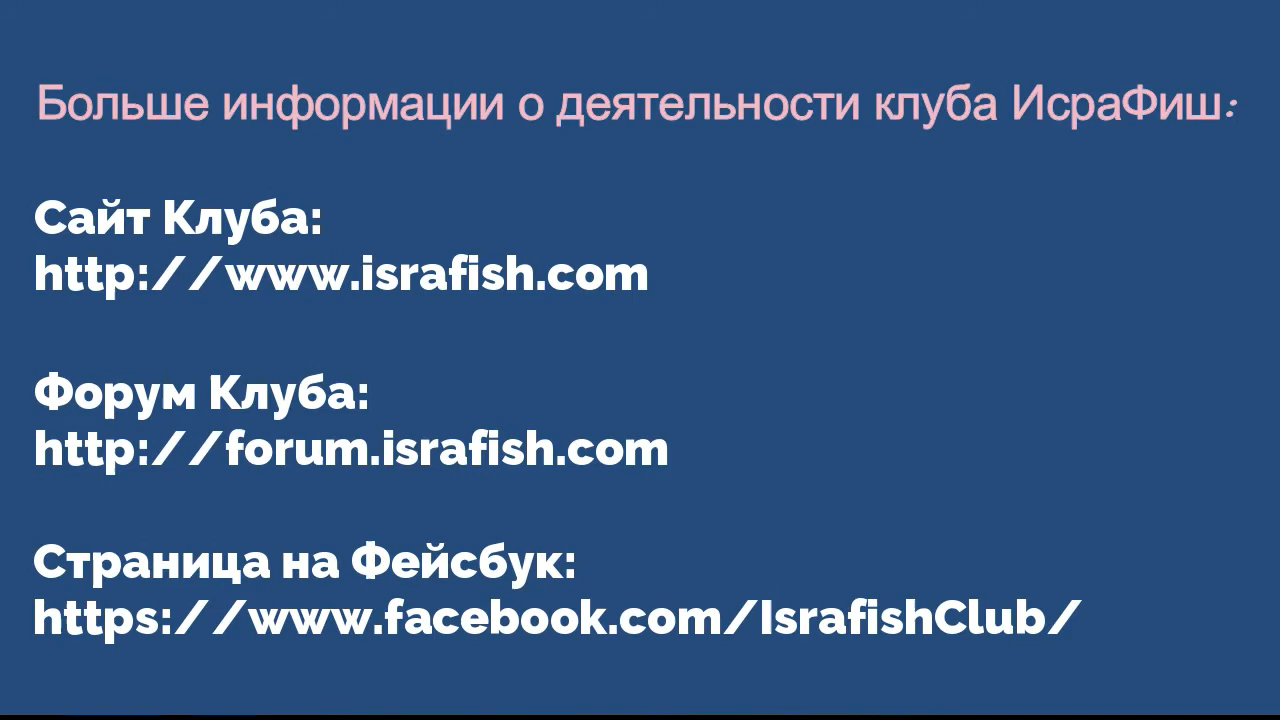 Больше информации о деятельности клуба ИсраФиш:
Сайт Клуба:
http://www.israfish.com
Форум Клуба:
http://forum.israfish.com
Страница на Фейсбук:
https://www.facebook.com/IsrafishClub/